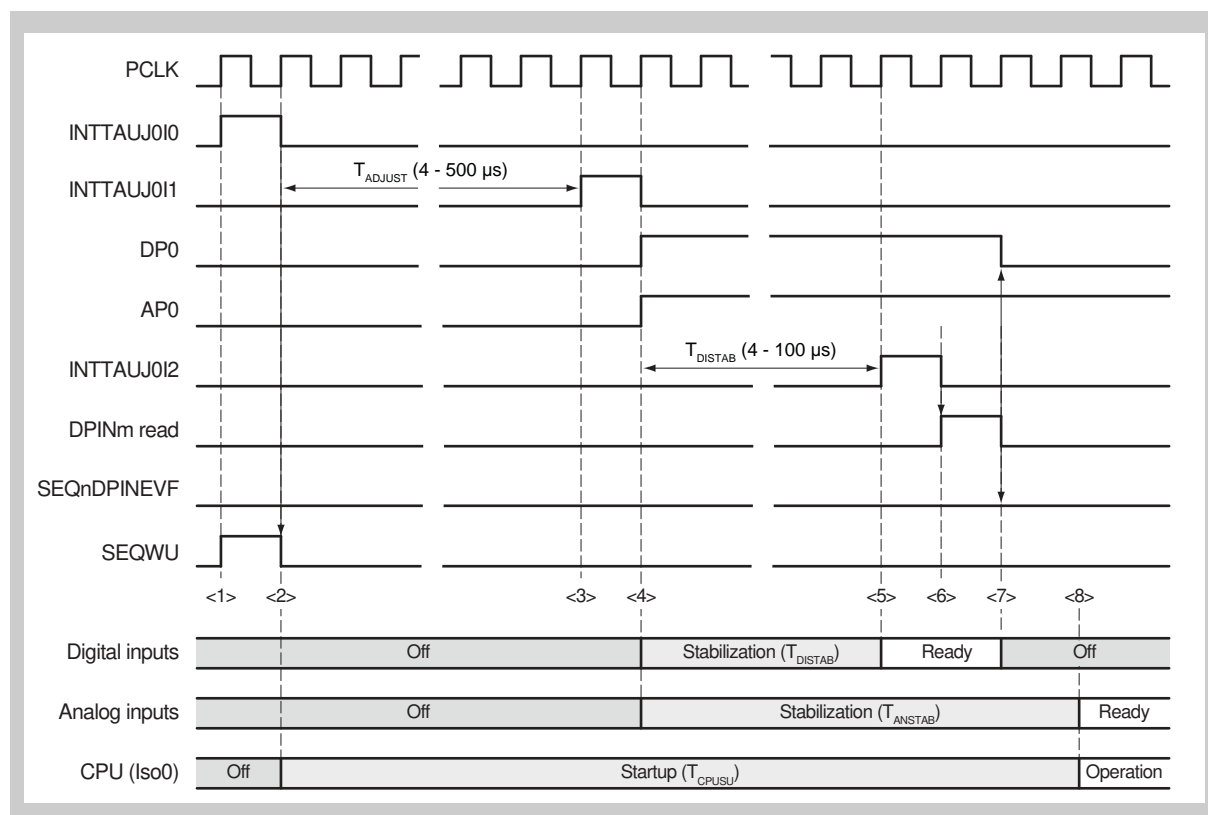 PCLK
INTTAUJ0I0
INTTAUJ0I1
TADJUST (4 - 500 µs)
DP0
AP0
INTTAUJ0I2
TDISTAB (4 - 100 µs)
DPINm read
SEQnDPINEVF
SEQWU
<1> <2> <3> <4> <5> <6> <7> <8>
Digital inputs Off Stabilization (TDISTAB) Ready Off
Analog inputs Off Stabilization (TANSTAB) Ready
CPU (Iso0) Off Startup (TCPUSU) Operation